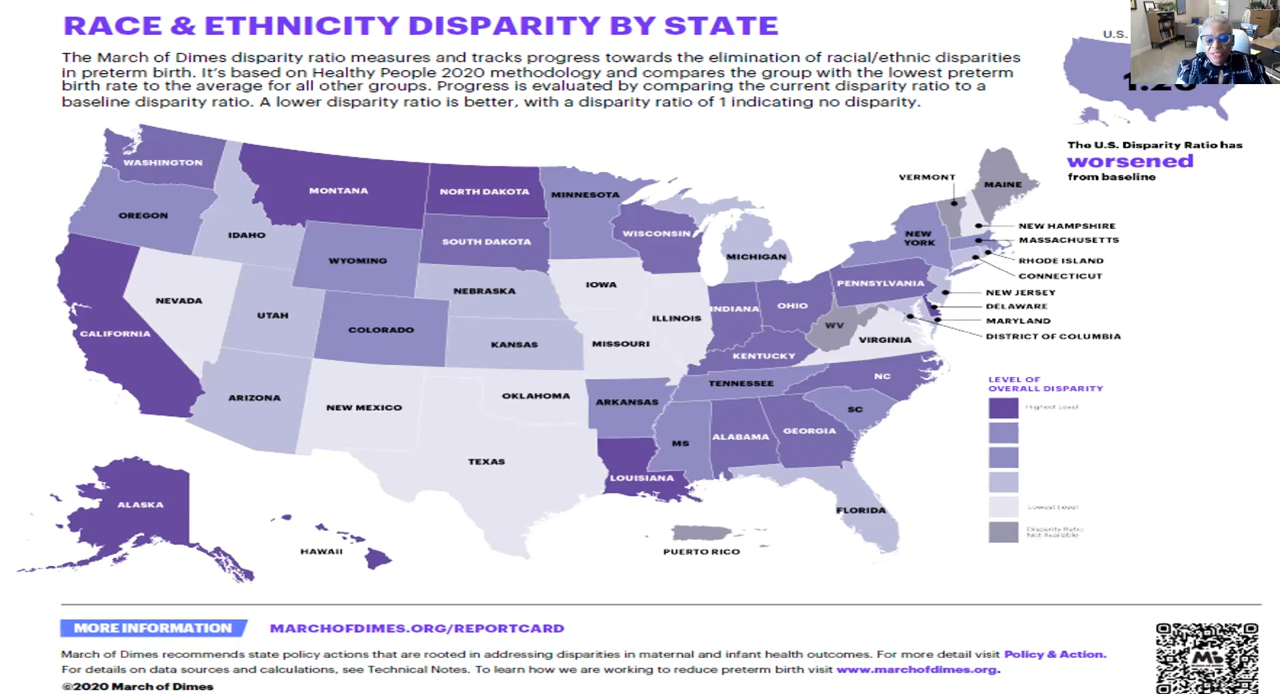 RACE & ETHNICITY DISPARITY BY STATE
The March of Dimes disparity ratio measures and tracks progress towards the elimination of racial/ethnic disparities
in preterm birth. It's based on Healthy People 2020 methodology and compares the group with the lowest preterm
birth rate to the average for all other groups. Progress is evaluated by comparing the current disparity ratio to a
baseline disparity ratio. A lower disparity ratio is better, with a disparity ratio of 1 indicating no disparity.
U.S.
The U.S. Disparity Ratio has
worsened
from baseline
WASHINGTON
MONTANA
NORTH DAKOTA
MINNESOTA
VERMONT
MAINE
OREGON
IDAHO
WYOMING
SOUTH DAKOTA
WISCONSIN
MICHIGAN
NEW
YORK
NEW HAMPSHIRE
MASSACHUSETTS
RHODE ISLAND
CONNECTICUT
NEVADA
UTAH
COLORADO
NEBRASKA
IOWA
ILLINOIS
INDIANA
OHIO
PENNSYLVANIA
NEW JERSEY
DELAWARE
MARYLAND
DISTRICT OF COLUMBIA
CALIFORNIA
KANSAS
MISSOURI
KENTUCKY
WV
VIRGINIA
ARIZONA
NEW MEXICO
OKLAHOMA
ARKANSAS
TENNESSEE
NC
SC
TEXAS
LOUISIANA
MS
ALABAMA
GEORGIA
FLORIDA
ALASKA
HAWAII
PUERTO RICO
LEVEL OF
OVERALL DISPARITY
Highest Level
Lowest Level
Disparity Ratio
Not Available
MORE INFORMATION
MARCHOFDIMES.ORG/REPORTCARD
March of Dimes recommends state policy actions that are rooted in addressing disparities in maternal and infant health outcomes. For more detail visit Policy & Action.
For details on data sources and calculations, see Technical Notes. To learn how we are working to reduce preterm birth visit www.marchofdimes.org.
©2020 March of Dimes